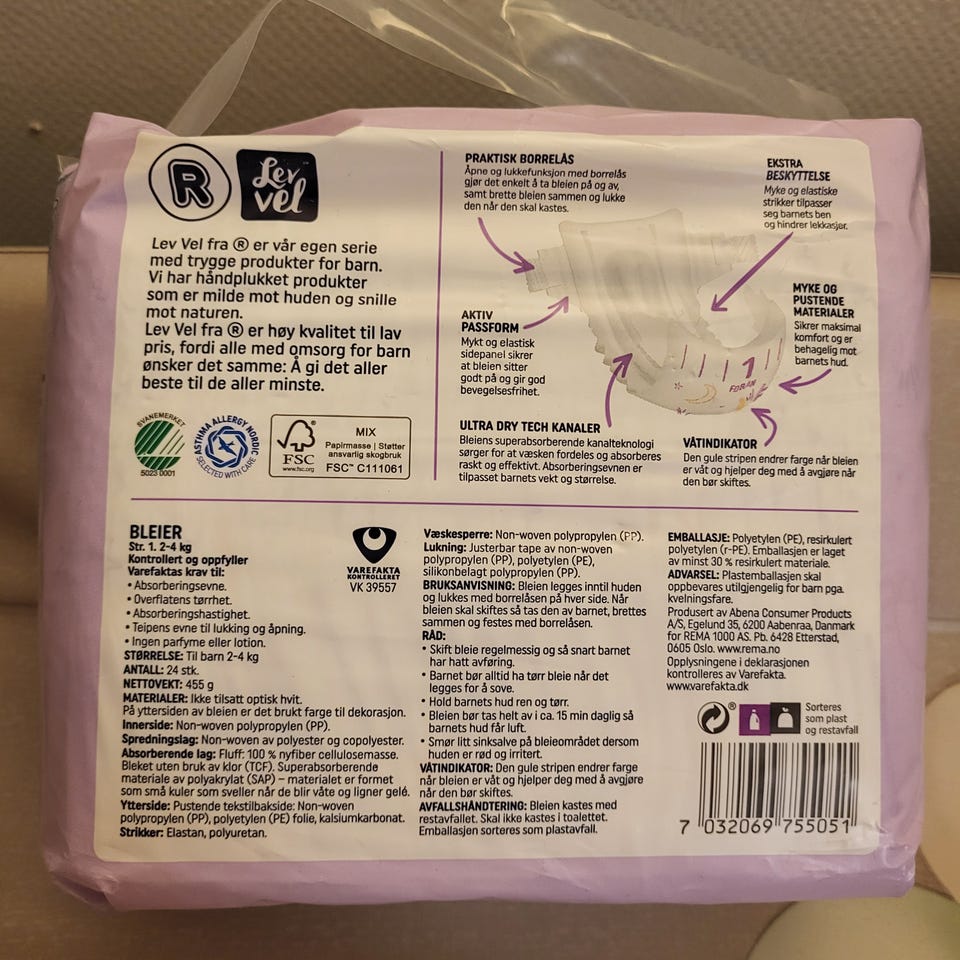 R
Lev
vel
Lev Vel fra ® er vår egen serie
med trygge produkter for barn.
Vi har håndplukket produkter
som er milde mot huden og snille
mot naturen.
Lev Vel fra ® er høy kvalitet til lav
pris, fordi alle med omsorg for barn
ønsker det samme: Å gi det aller
beste til de aller minste.
SVANEMERKET
5023 0001
ASTHMA ALLERGY NORDIC
SELECTED WITH CARE
FSC
www.fsc.org
MIX
Papirmasse | Støtter
ansvarlig skogbruk
FSC™ C111061
PRAKTISK BORRELÅS
Åpne og lukkefunksjon med borrelås
gjør det enkelt å ta bleien på og av,
samt brette bleien sammen og lukke
den når den skal kastes.
EKSTRA
BESKYTTELSE
Myke og elastiske
strikker tilpasser
seg barnets ben
og hindrer lekkasjer.
AKTIV
PASSFORM
Mykt og elastisk
sidepanel sikrer
at bleien sitter
godt på og gir god
bevegelsesfrihet.
MYKE OG
PUSTENDE
MATERIALER
Sikrer maksimal
komfort og er
behagelig mot
barnets hud.
1
FORAN
ULTRA DRY TECH KANALER
Bleiens superabsorberende kanalteknologi
sørger for at væsken fordeles og absorberes
raskt og effektivt. Absorberingsevnen er
tilpasset barnets vekt og størrelse.
VÅTINDIKATOR
Den gule stripen endrer farge når bleien
er våt og hjelper deg med å avgjøre når
den bør skiftes.
BLEIER
Str. 1. 2-4 kg
Kontrollert og oppfyller
Varefaktas krav til:
• Absorberingsevne.
• Overflatens tørrhet.
• Absorberingshastighet.
• Teipens evne til lukking og åpning.
• Ingen parfyme eller lotion.
STØRRELSE: Til barn 2-4 kg
ANTALL: 24 stk.
NETTOVEKT: 455 g
MATERIALER: Ikke tilsatt optisk hvit.
På yttersiden av bleien er det brukt farge til dekorasjon.
Innerside: Non-woven polypropylen (PP).
Spredningslag: Non-woven av polyester og copolyester.
Absorberende lag: Fluff: 100 % nyfiber cellulosemasse.
Bleket uten bruk av klor (TCF). Superabsorberende
materiale av polyakrylat (SAP) – materialet er formet
som små kuler som sveller når de blir våte og ligner gelé.
Ytterside: Pustende tekstilbakside: Non-woven
polypropylen (PP), polyetylen (PE) folie, kalsiumkarbonat.
Strikker: Elastan, polyuretan.
VAREFAKTA
KONTROLLERET
VK 39557
Væskesperre: Non-woven polypropylen (PP).
Lukning: Justerbar tape av non-woven
polypropylen (PP), polyetylen (PE),
silikonbelagt polypropylen (PP).
BRUKSANVISNING: Bleien legges inntil huden
og lukkes med borrelåsen på hver side. Når
bleien skal skiftes så tas den av barnet, brettes
sammen og festes med borrelåsen.
RÅD:
• Skift bleie regelmessig og så snart barnet
har hatt avføring.
• Barnet bør alltid ha tørr bleie når det
legges for å sove.
• Hold barnets hud ren og tørr.
• Bleien bør tas helt av i ca. 15 min daglig så
barnets hud får luft.
• Smør litt sinksalve på bleieområdet dersom
huden er rød og irritert.
VÅTINDIKATOR: Den gule stripen endrer farge
når bleien er våt og hjelper deg med å avgjøre
når den bør skiftes.
AVFALLSHÅNDTERING: Bleien kastes med
restavfallet. Skal ikke kastes i toalettet.
Emballasjen sorteres som plastavfall.
EMBALLASJE: Polyetylen (PE), resirkulert
polyetylen (r-PE). Emballasjen er laget
av minst 30 % resirkulert materiale.
ADVARSEL: Plastemballasjen skal
oppbevares utilgjengelig for barn pga.
kvelningsfare.
Produsert av Abena Consumer Products
A/S, Egelund 35, 6200 Aabenraa, Danmark
for REMA 1000 AS. Pb. 6428 Etterstad,
0605 Oslo. www.rema.no
Opplysningene i deklarasjonen
kontrolleres av Varefakta.
www.varefakta.dk
®
Sorteres
som plast
og restavfall
7 032069 755051